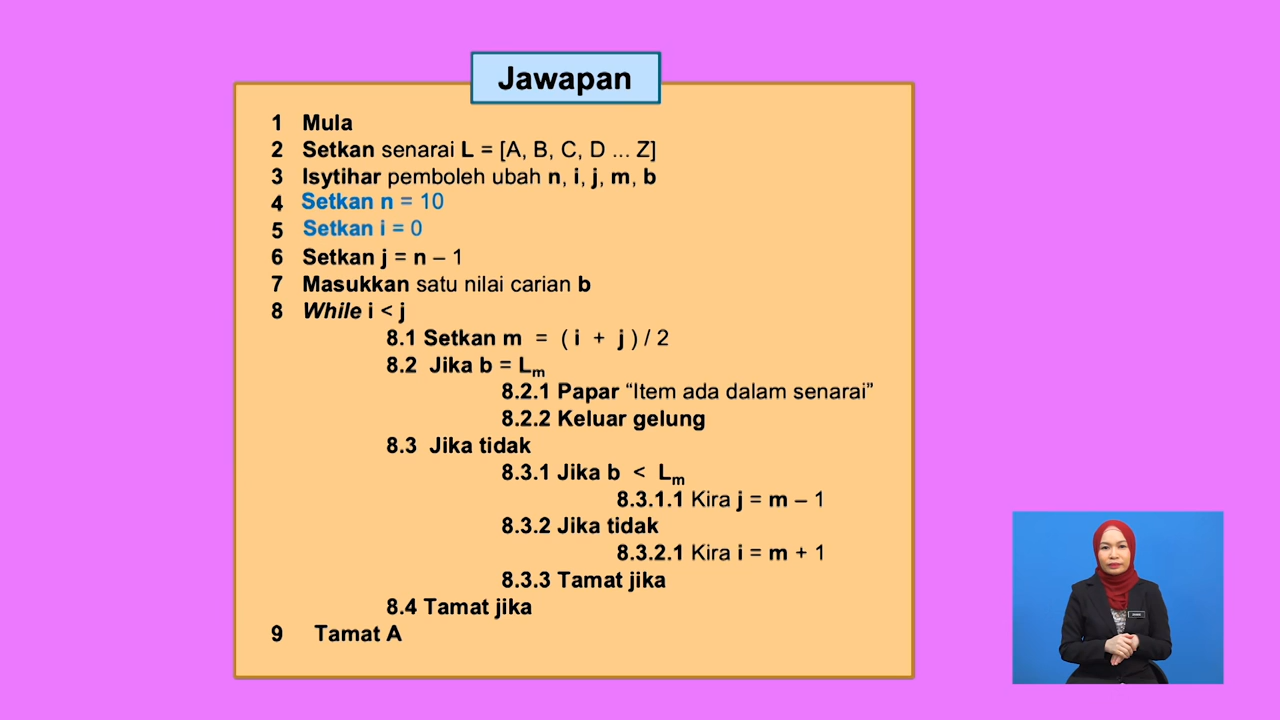 Jawapan
1 Mula
2 Setkan senarai L = [A, B, C, D ... Z]
3 Isytihar pemboleh ubah n, i, j, m, b
4 Setkan n = 10
5 Setkan i = 0
6 Setkan j = n – 1
7 Masukkan satu nilai carian b
8 While i < j
8.1 Setkan m = ( i + j ) / 2
8.2 Jika b = Lm
8.2.1 Papar “Item ada dalam senarai”
8.2.2 Keluar gelung
8.3 Jika tidak
8.3.1 Jika b < Lm
8.3.1.1 Kira j = m – 1
8.3.2 Jika tidak
8.3.2.1 Kira i = m + 1
8.3.3 Tamat jika
8.4 Tamat jika
9 Tamat A